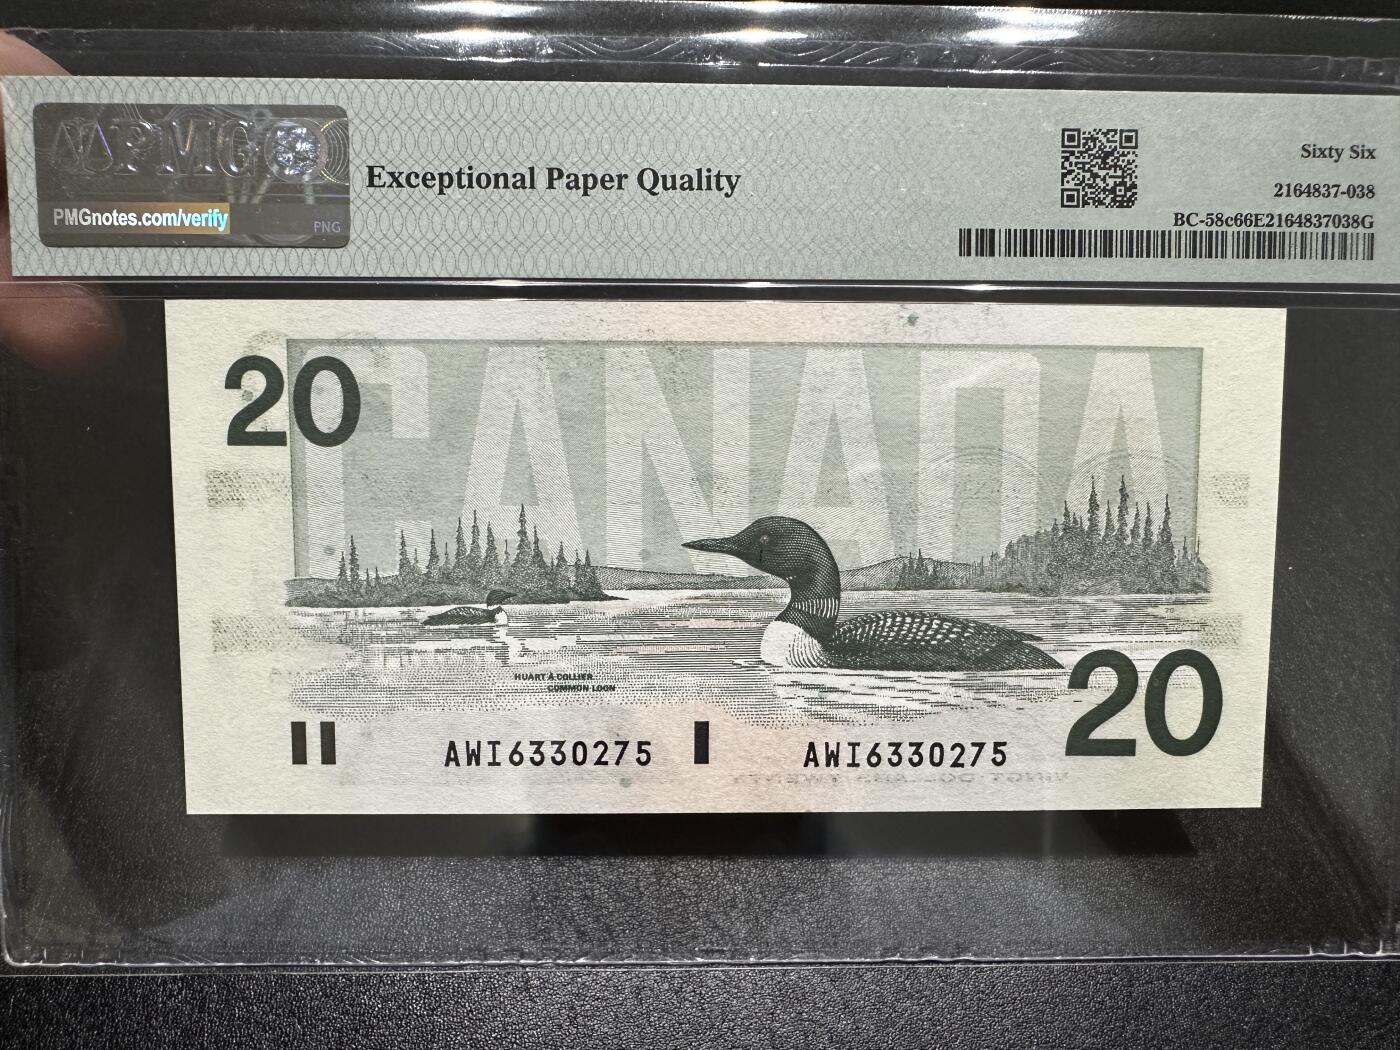 PMG
PMGnotes.com/verify
PNG
Exceptional Paper Quality
Sixty Six
2164837-038
BC-58c66E2164837038G
CANADA
20
70
HUART À COLLIER
COMMON LOON
20
AWI6330275
AWI6330275